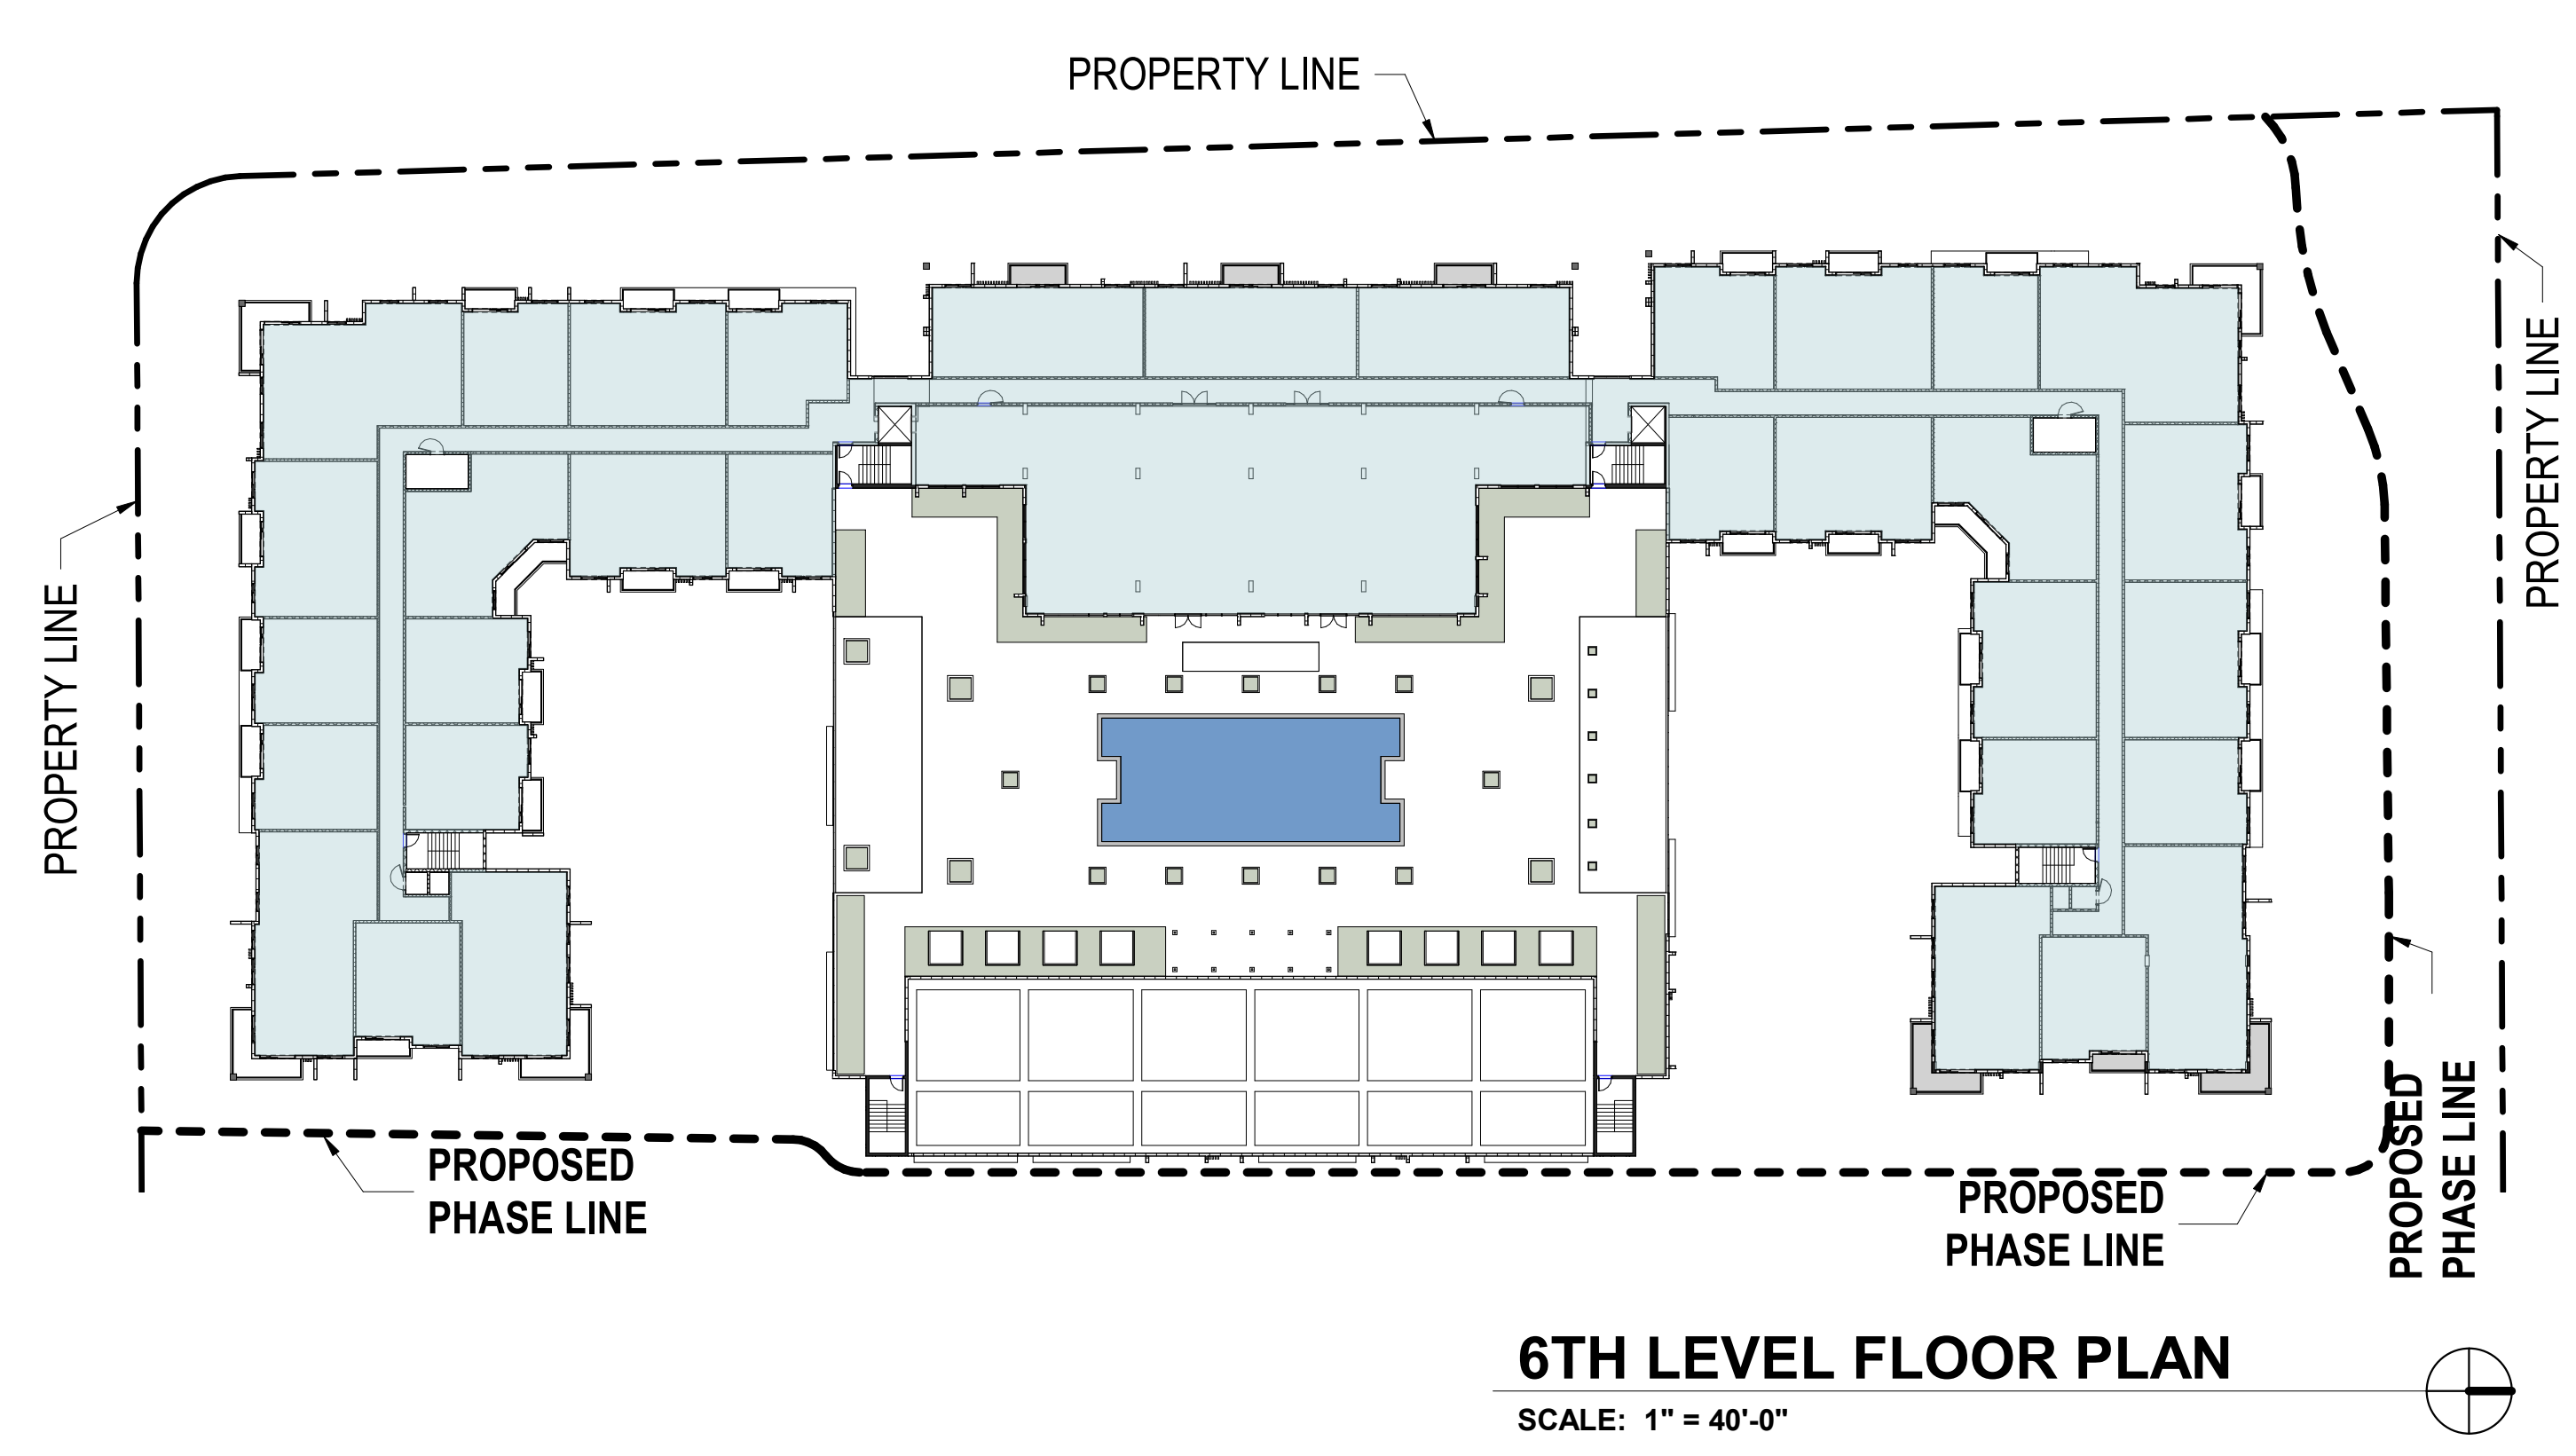 PROPERTY LINE
PROPERTY LINE
PROPERTY LINE
PROPOSED
PHASE LINE
PROPOSED
PHASE LINE
PROPOSED
PHASE LINE
6TH LEVEL FLOOR PLAN
SCALE: 1" = 40'-0"